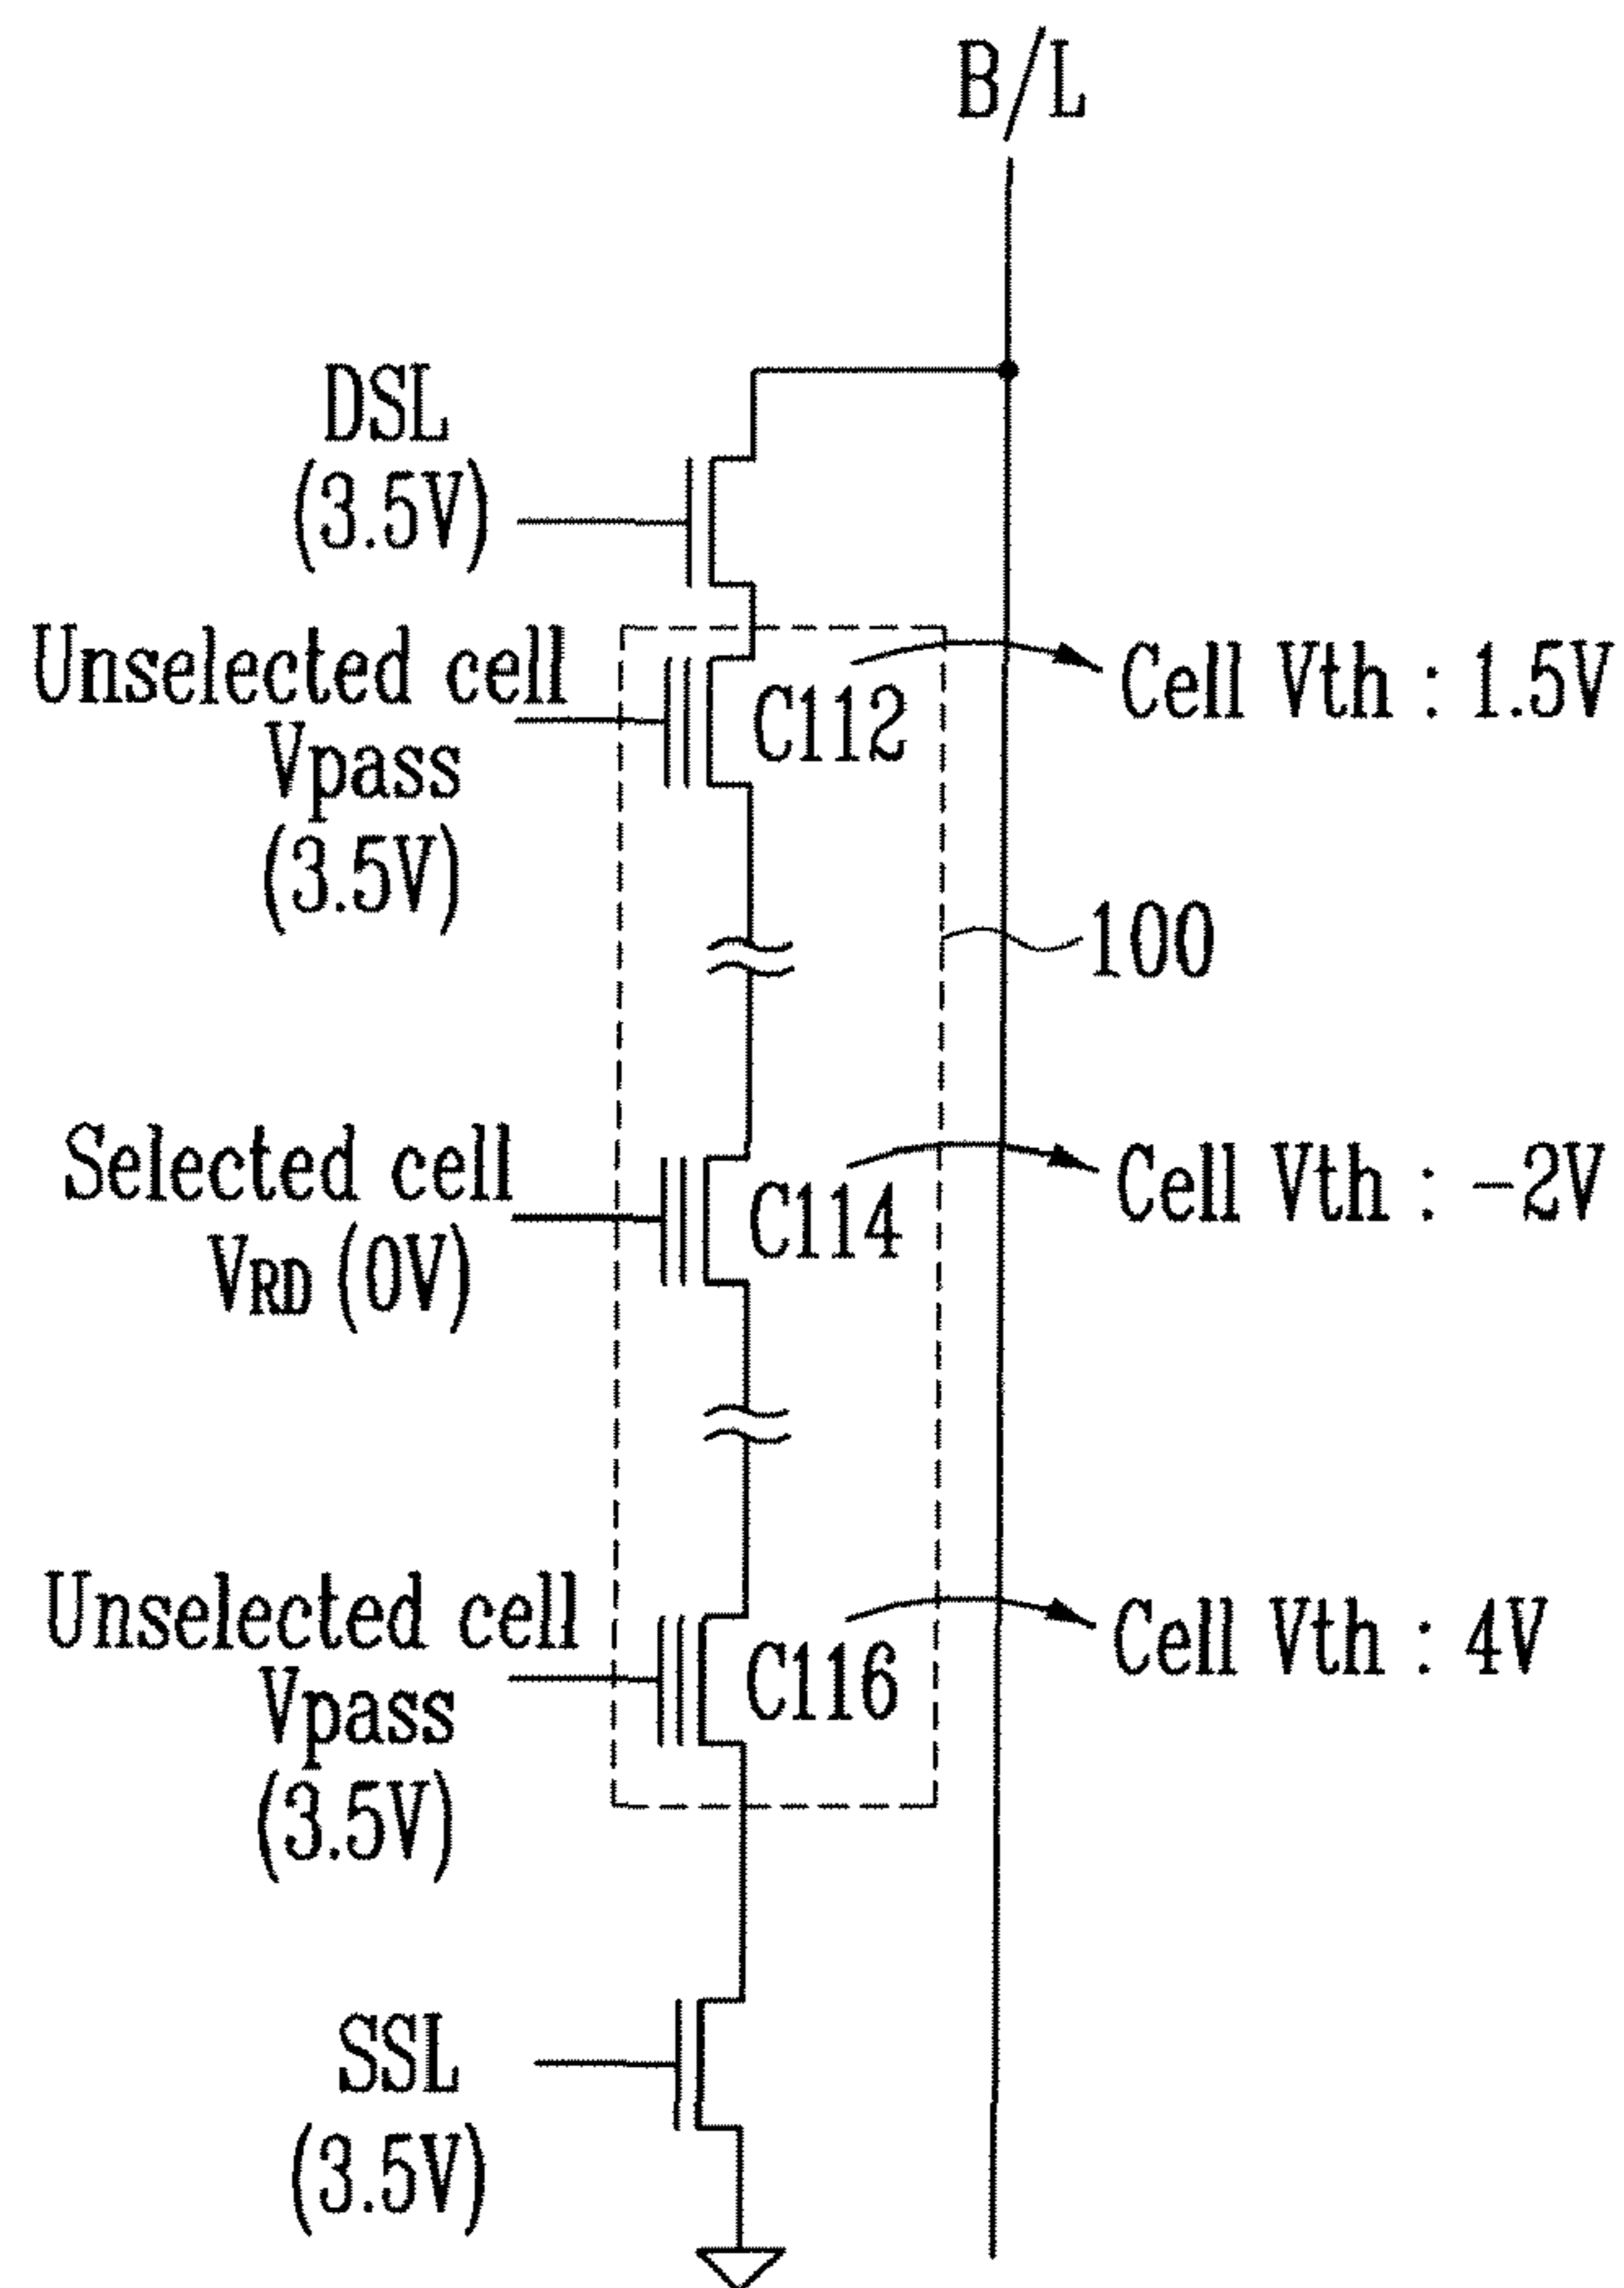 B/L
DSL
(3.5V)
Unselected cell
Vpass
(3.5V)
C112
Cell Vth : 1.5V
100
Selected cell
VRD (0V)
C114
Cell Vth : -2V
Unselected cell
Vpass
(3.5V)
C116
Cell Vth : 4V
SSL
(3.5V)